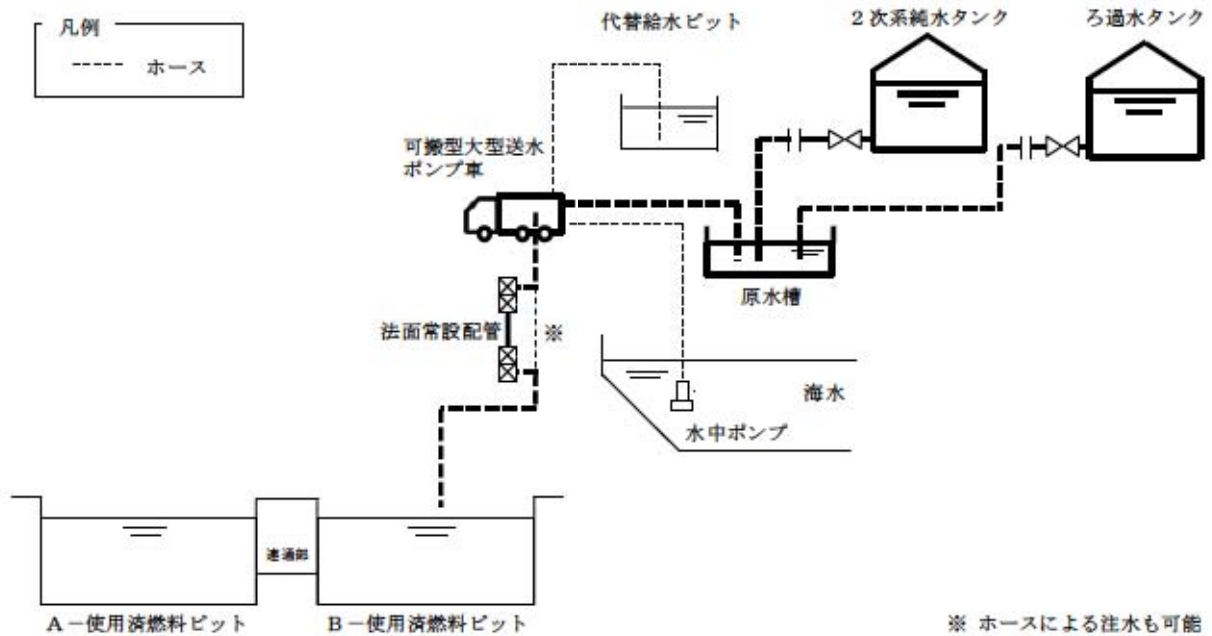 凡例
ホース
代替給水ピット
2次系純水タンク
ろ過水タンク
可搬型大型送水
ポンプ車
原水槽
法面常設配管
※
海水
水中ポンプ
連通部
A－使用済燃料ピット
B－使用済燃料ピット
※ ホースによる注水も可能